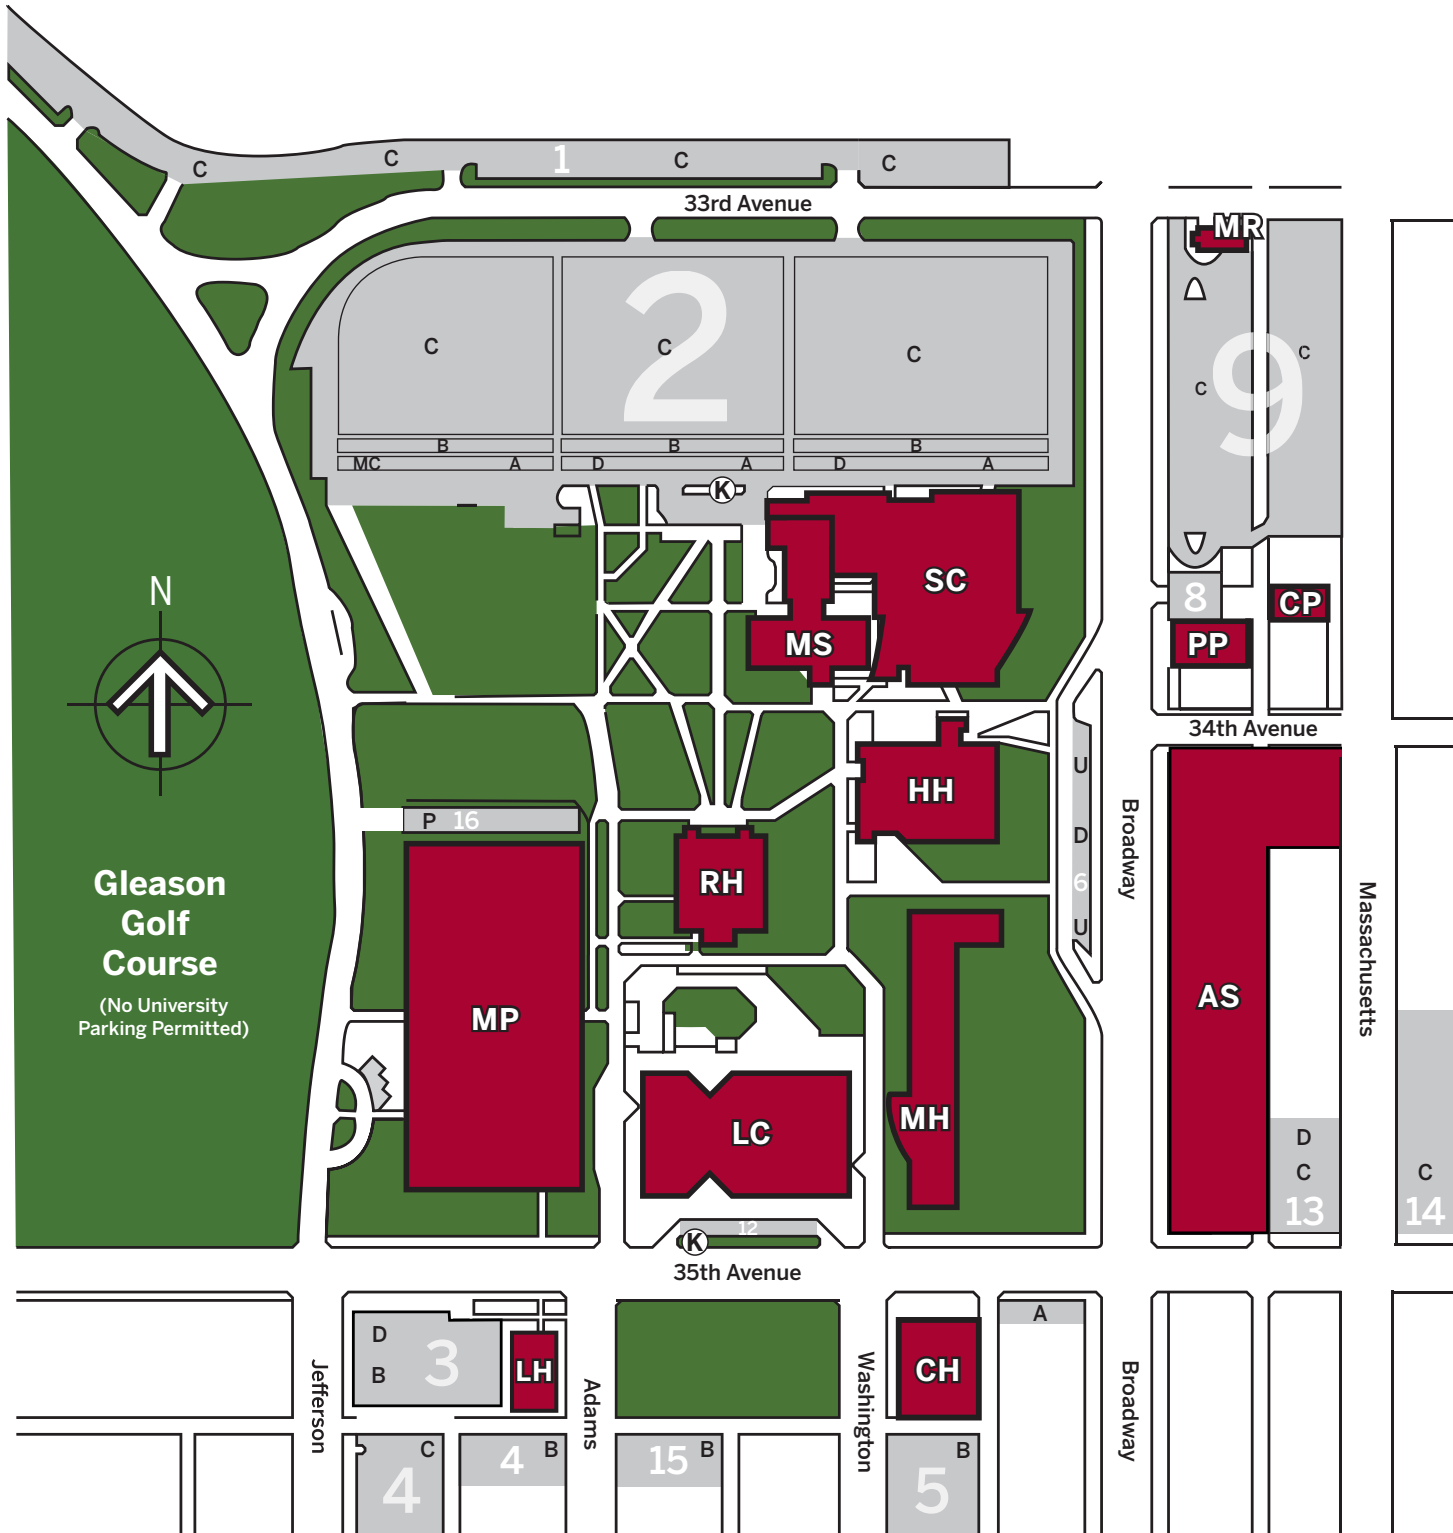 C
C
1
C
C
33rd Avenue
MR
2
9
C
C
C
C
C
B
B
B
MC
A
D
A
D
A
K
N
SC
8
CP
MS
PP
34th Avenue
U
HH
Broadway
P
16
D
Gleason
Golf
Course
(No University
Parking Permitted)
RH
6
U
Massachusetts
MP
AS
LC
MH
D
C
13
C
14
12
K
35th Avenue
A
D
B
3
LH
CH
Jefferson
Adams
Washington
Broadway
C
4
4
B
15
B
B
5